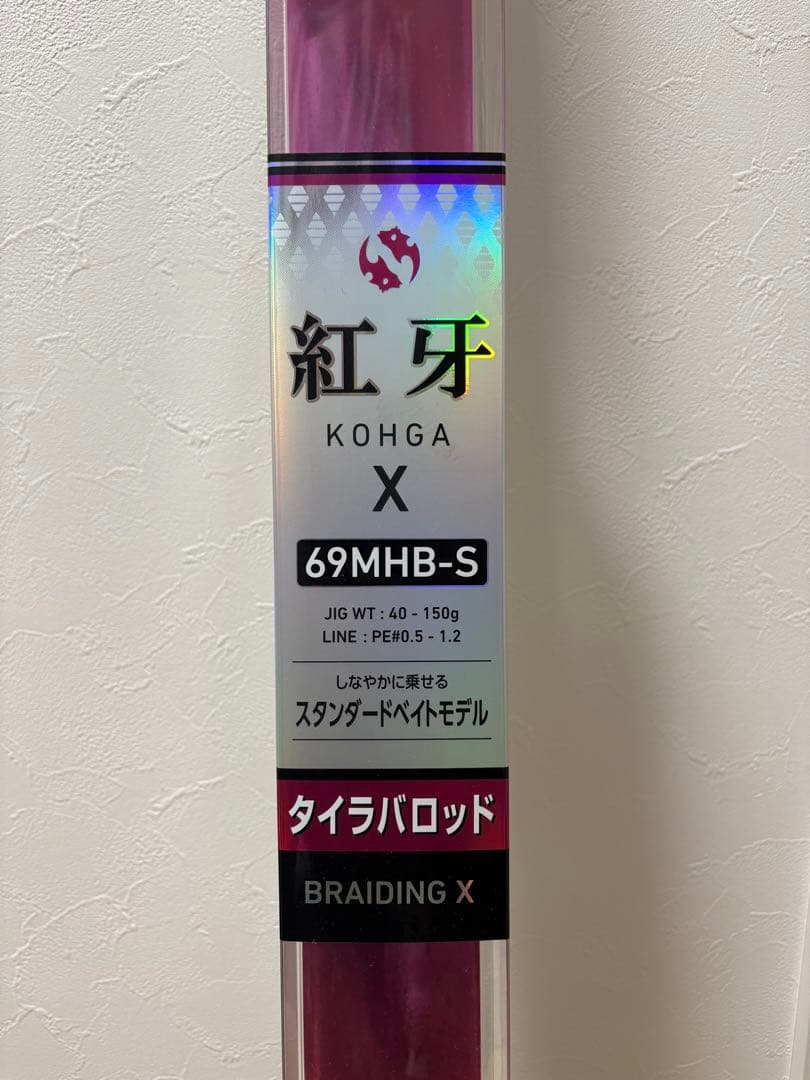 紅牙
KOHGA
X
69MHB-S
JIG WT : 40 - 150g
LINE : PE#0.5 - 1.2
しなやかに乗せる
スタンダードベイトモデル
タイラバロッド
BRAIDING X